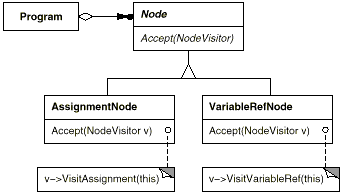 Program
Node
Accept(NodeVisitor)
AssignmentNode
VariableRefNode
Accept(NodeVisitor v)
Accept(NodeVisitor v)
v–>VisitAssignment(this)
v–>VisitVariableRef(this)